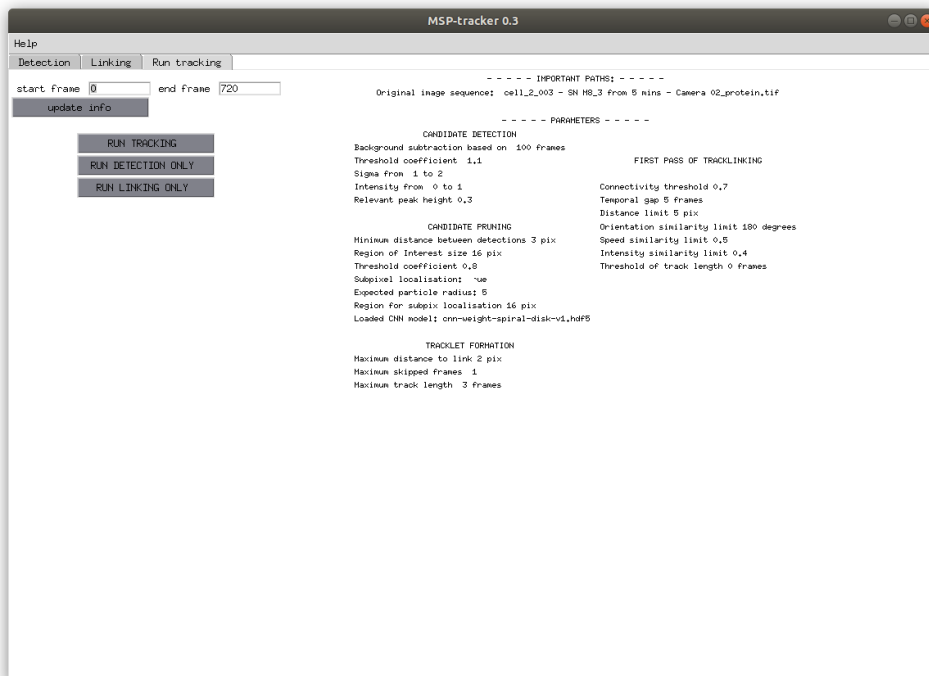 MSP-tracker 0.3
Help
Detection Linking Run tracking
start frame 0 end frame 720
update info
RUN TRACKING
RUN DETECTION ONLY
RUN LINKING ONLY
- - - - - IMPORTANT PATHS: - - - - -
Original image sequence: cell_2_003 - SN M8_3 from 5 mins - Camera 02_protein.tif
- - - - - PARAMETERS - - - - -
CANDIDATE DETECTION
Background subtraction based on 100 frames
Threshold coefficient 1.1
Sigma from 1 to 2
Intensity from 0 to 1
Relevant peak height 0.3
CANDIDATE PRUNING
Minimum distance between detections 3 pix
Region of Interest size 16 pix
Threshold coefficient 0.8
Subpixel localisation:
Expected particle radius: 5
Region for subpix localisation 16 pix
Loaded CNN model: cnn-weight-spiral-disk-v1.hdf5
TRACKLET FORMATION
Maximum distance to link 2 pix
Maximum skipped frames 1
Maximum track length 3 frames
FIRST PASS OF TRACKLINKING
Connectivity threshold 0.7
Temporal gap 5 frames
Distance limit 5 pix
Orientation similarity limit 180 degrees
Speed similarity limit 0.5
Intensity similarity limit 0.4
Threshold of track length 0 frames